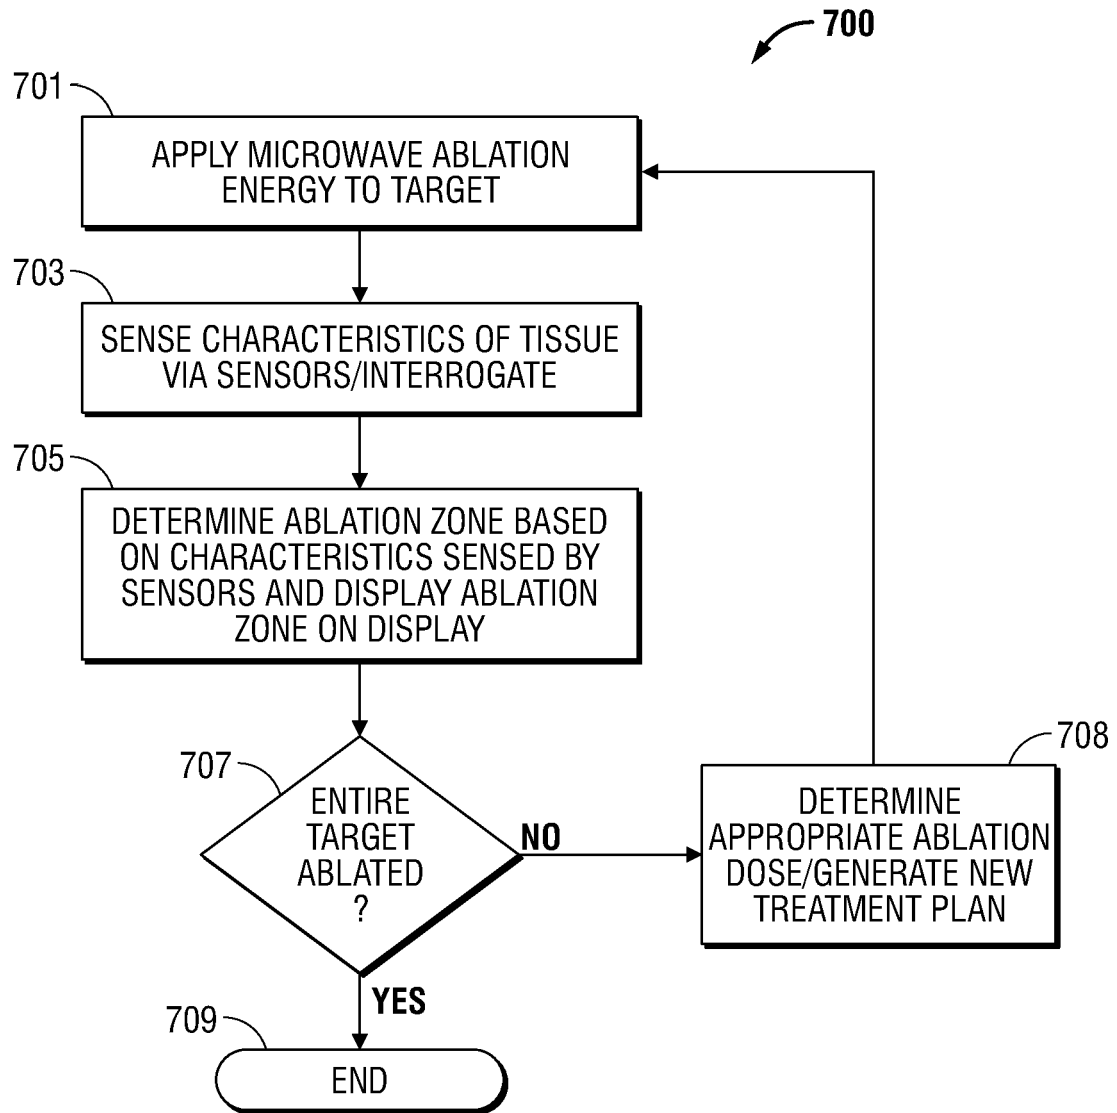 700
701
APPLY MICROWAVE ABLATION
ENERGY TO TARGET
703
SENSE CHARACTERISTICS OF TISSUE
VIA SENSORS/INTERROGATE
705
DETERMINE ABLATION ZONE BASED
ON CHARACTERISTICS SENSED BY
SENSORS AND DISPLAY ABLATION
ZONE ON DISPLAY
707
ENTIRE
TARGET
ABLATED
?
NO
708
DETERMINE
APPROPRIATE ABLATION
DOSE/GENERATE NEW
TREATMENT PLAN
YES
709
END